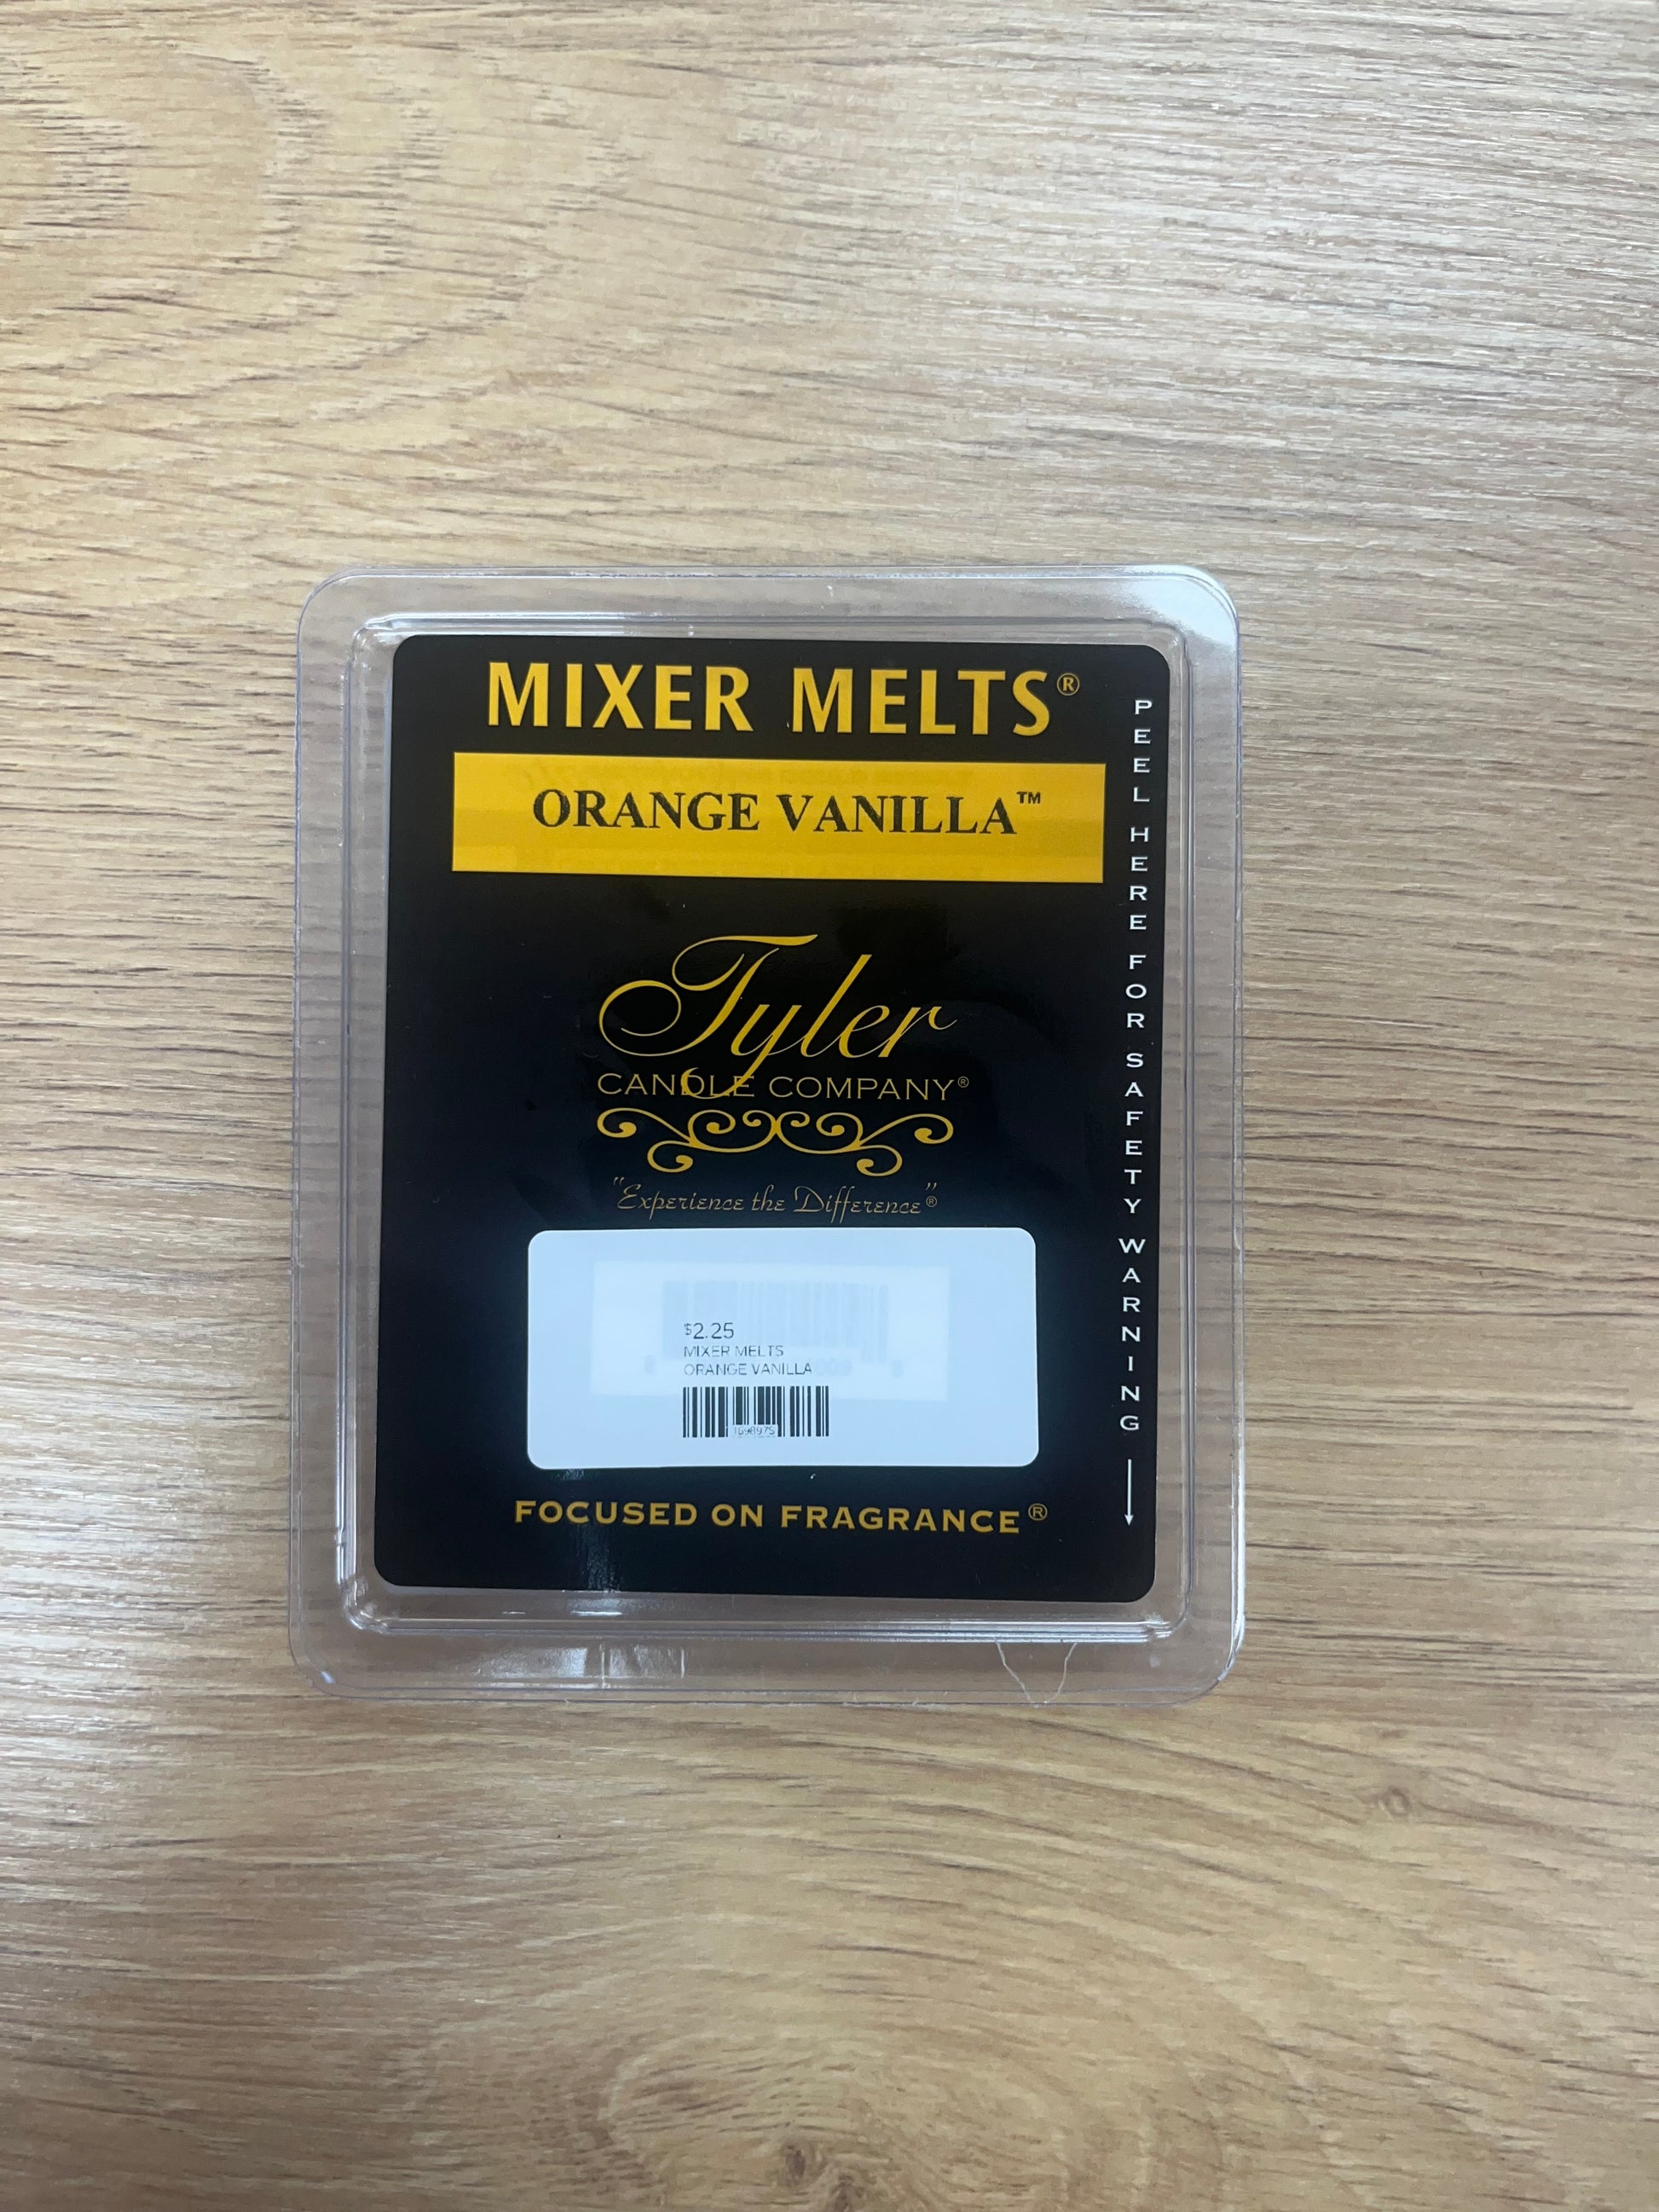 MIXER MELTS®
ORANGE VANILLA™
Tyler
CANDLE COMPANY®
"Experience the Difference"®
$2.25
MIXER MELTS
ORANGE VANILLA
FOCUSED ON FRAGRANCE®
PEEL HERE FOR SAFETY WARNING